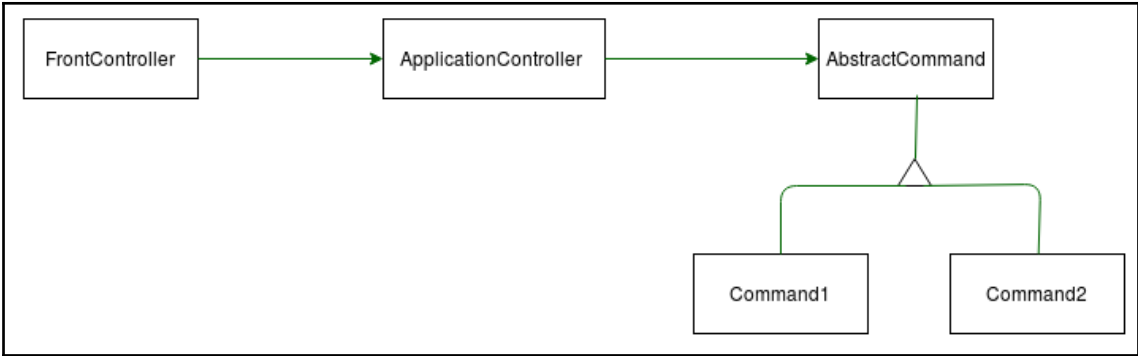 FrontController
ApplicationController
AbstractCommand
Command1
Command2